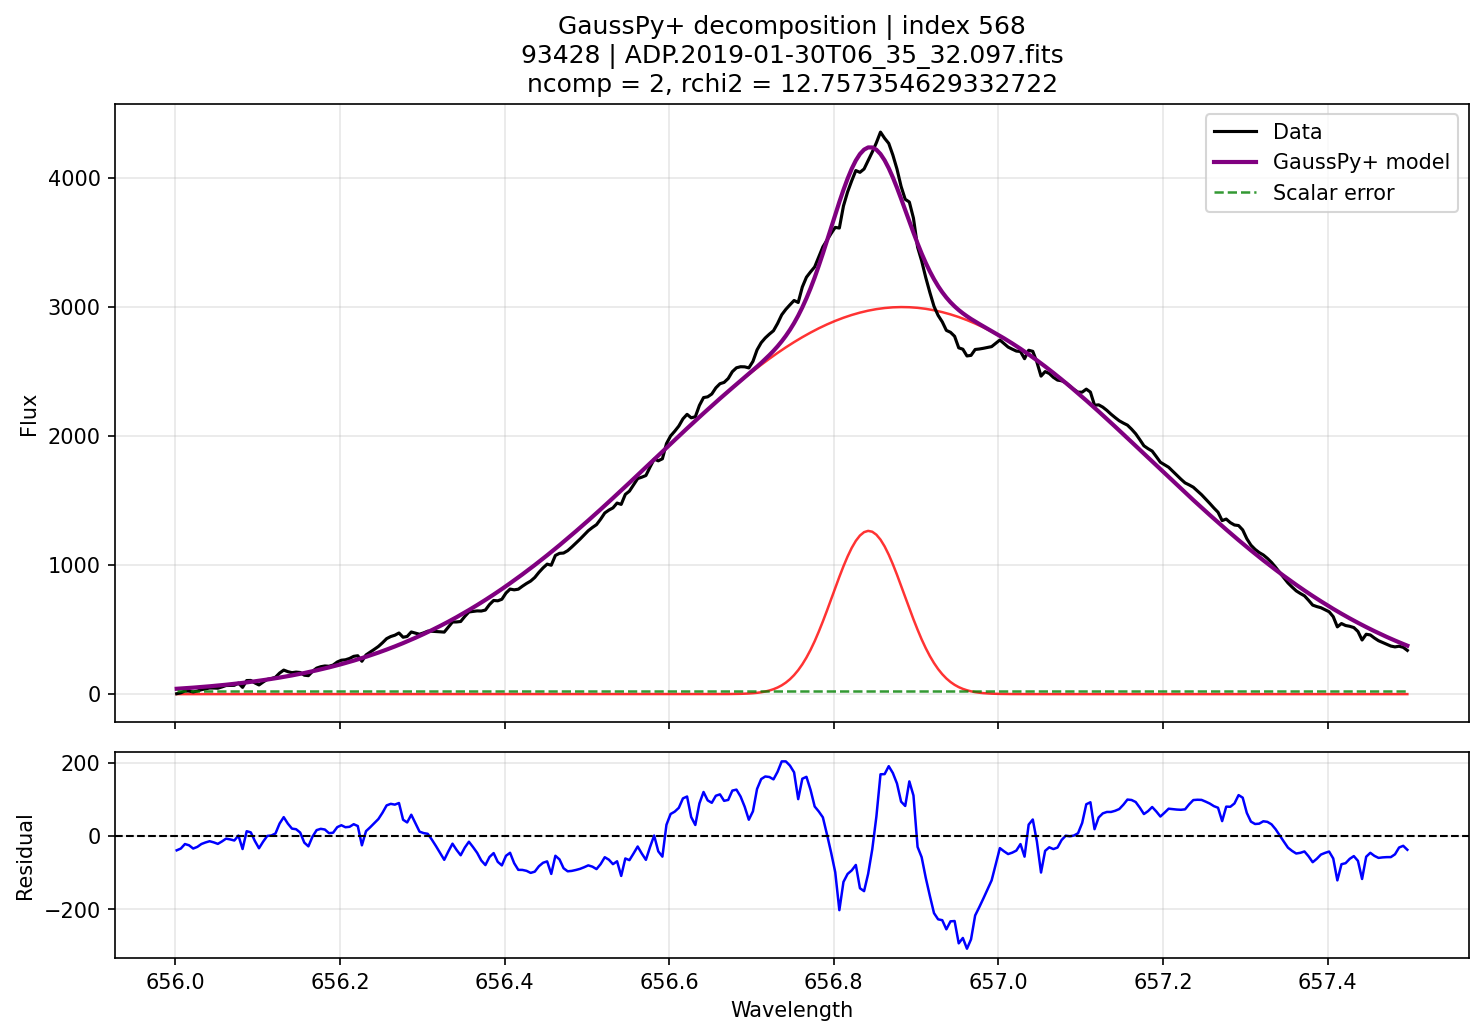 GaussPy+ decomposition | index 568
93428 | ADP.2019-01-30T06_35_32.097.fits
ncomp = 2, rchi2 = 12.757354629332722
Data
GaussPy+ model
Scalar error
4000
3000
2000
1000
0
Flux
200
0
−200
Residual
656.0 656.2 656.4 656.6 656.8 657.0 657.2 657.4
Wavelength